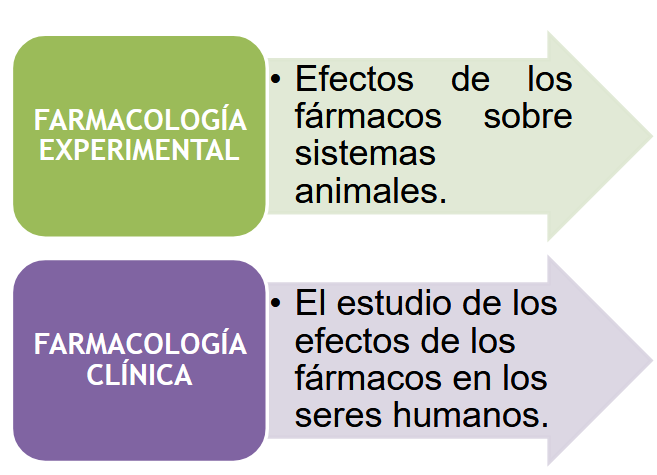 FARMACOLOGÍA
EXPERIMENTAL
• Efectos de los
fármacos sobre
sistemas
animales.
FARMACOLOGÍA
CLÍNICA
• El estudio de los
efectos de los
fármacos en los
seres humanos.